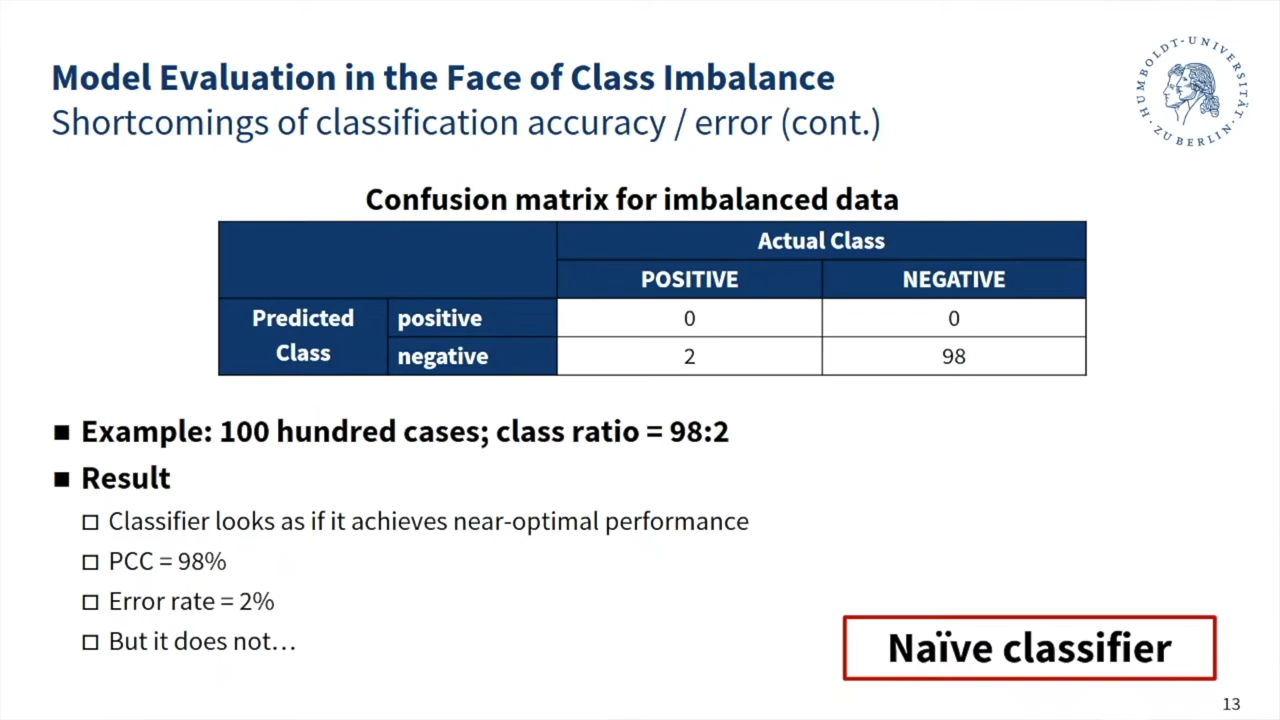 Model Evaluation in the Face of Class Imbalance
Shortcomings of classification accuracy / error (cont.)
HUMBOLDT-UNIVERSITÄT ZU BERLIN
Confusion matrix for imbalanced data
Actual Class
POSITIVE NEGATIVE
Predicted Class
positive 0 0
negative 2 98
■ Example: 100 hundred cases; class ratio = 98:2
■ Result
□ Classifier looks as if it achieves near-optimal performance
□ PCC = 98%
□ Error rate = 2%
□ But it does not…
Naïve classifier
13